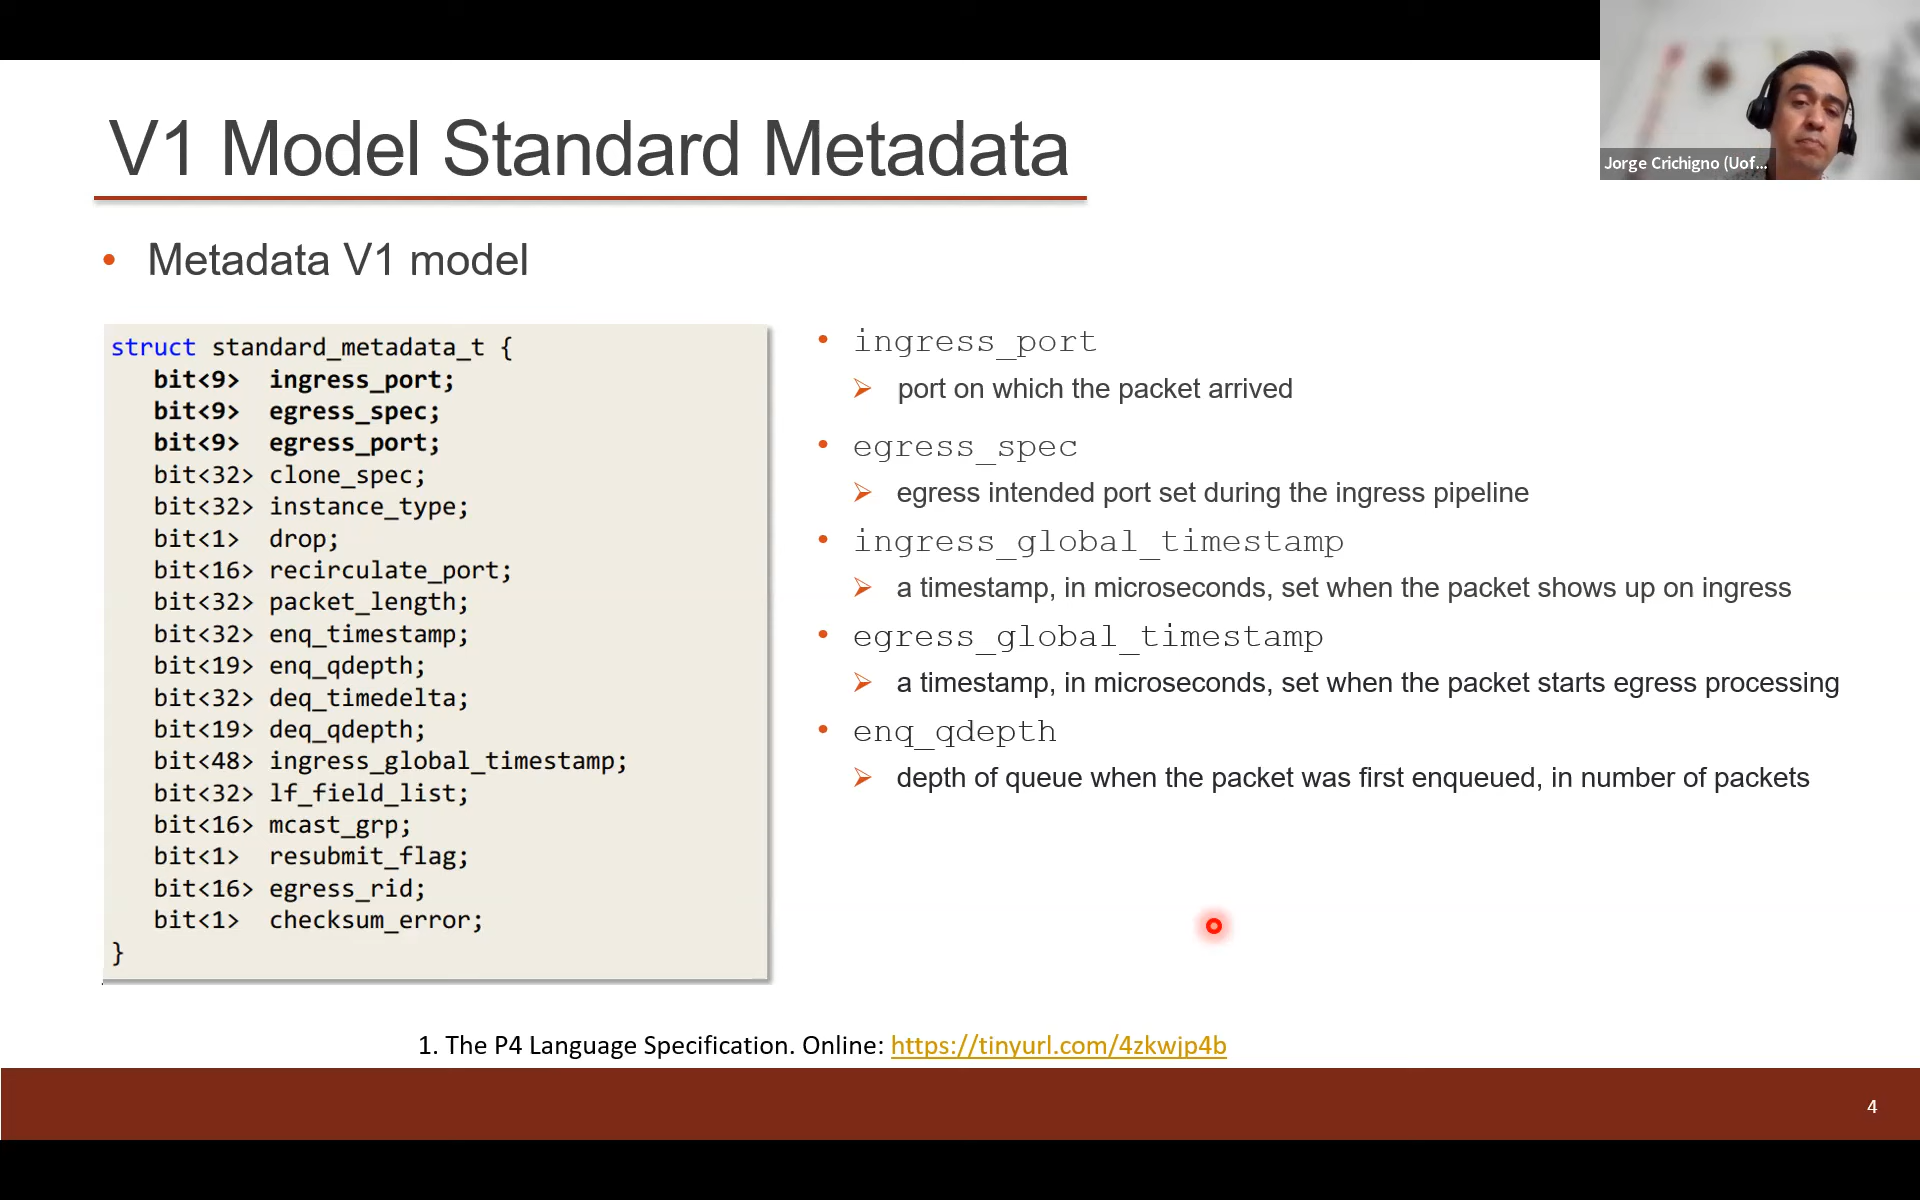 Jorge Crichigno (Uof...
V1 Model Standard Metadata
• Metadata V1 model
struct standard_metadata_t {
bit<9> ingress_port;
bit<9> egress_spec;
bit<9> egress_port;
bit<32> clone_spec;
bit<32> instance_type;
bit<1> drop;
bit<16> recirculate_port;
bit<32> packet_length;
bit<32> enq_timestamp;
bit<19> enq_qdepth;
bit<32> deq_timedelta;
bit<19> deq_qdepth;
bit<48> ingress_global_timestamp;
bit<32> lf_field_list;
bit<16> mcast_grp;
bit<1> resubmit_flag;
bit<16> egress_rid;
bit<1> checksum_error;
}
• ingress_port
➢ port on which the packet arrived
• egress_spec
➢ egress intended port set during the ingress pipeline
• ingress_global_timestamp
➢ a timestamp, in microseconds, set when the packet shows up on ingress
• egress_global_timestamp
➢ a timestamp, in microseconds, set when the packet starts egress processing
• enq_qdepth
➢ depth of queue when the packet was first enqueued, in number of packets
1. The P4 Language Specification. Online: https://tinyurl.com/4zkwjp4b
4